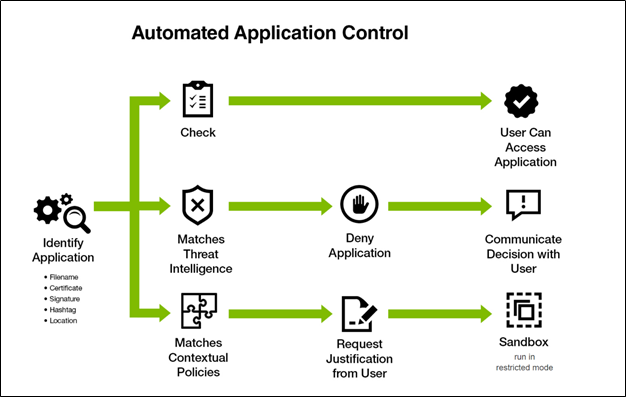 Automated Application Control
Check
User Can
Access
Application
Identify
Application
• Filename
• Certificate
• Signature
• Hashtag
• Location
Matches
Threat
Intelligence
Deny
Application
Communicate
Decision with
User
Matches
Contextual
Policies
Request
Justification
from User
Sandbox
run in
restricted mode